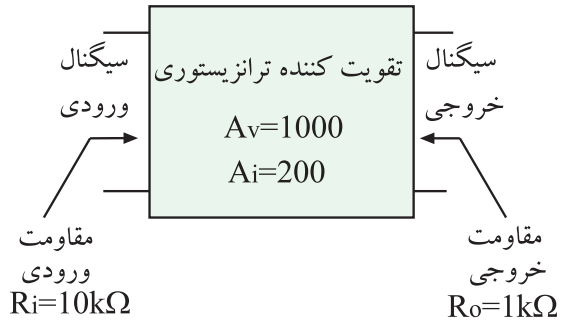 سیگنال
خروجی
تقویت کننده ترانزیستوری
Av=1000
Ai=200
سیگنال
ورودی
مقاومت
خروجی
Ro=1kΩ
مقاومت
ورودی
Ri=10kΩ